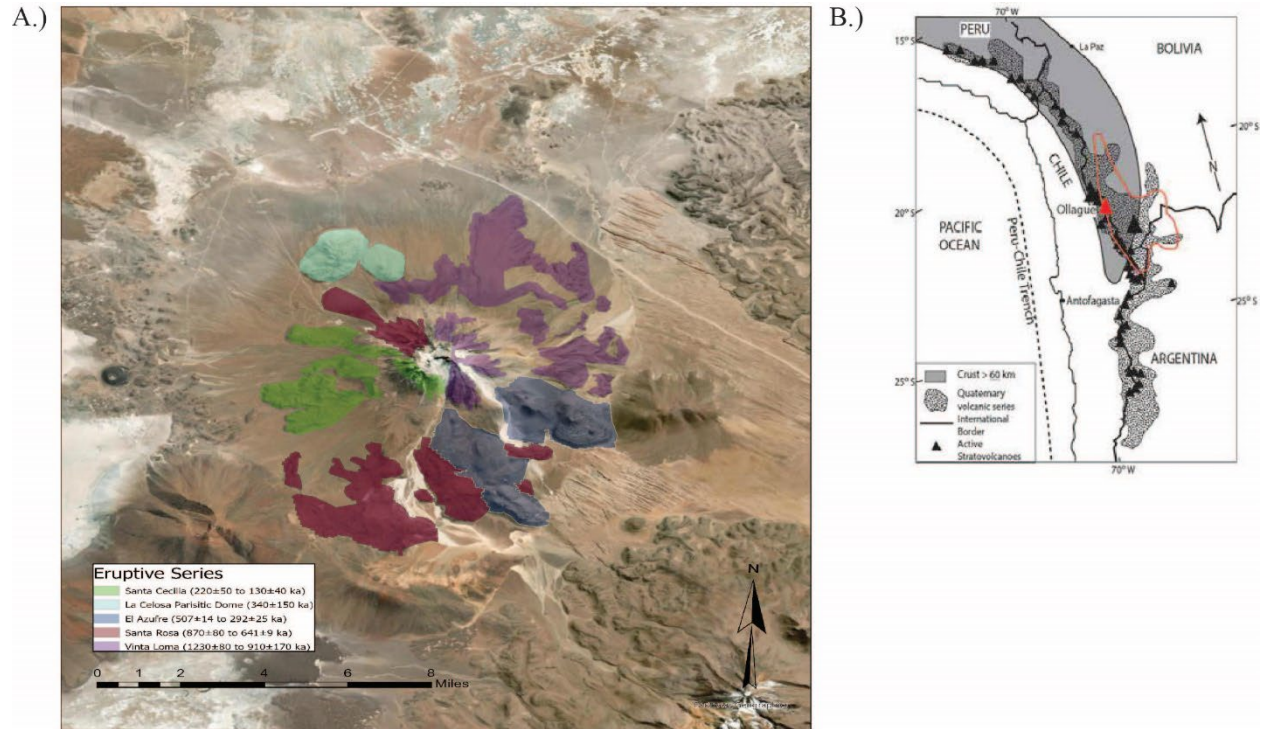 A.)
Eruptive Series
Santa Cecilia (220±50 to 130±40 ka)
La Celosa Parisitic Dome (340±150 ka)
El Azufre (507±14 to 292±25 ka)
Santa Rosa (870±80 to 641±9 ka)
Vinta Loma (1230±80 to 910±170 ka)
0 1 2 4 6 8
Miles
N
B.)
70° W
PERU
15°S
La Paz
BOLIVIA
20°S
N
CHILE
Ollague
20° S
PACIFIC
OCEAN
Peru-Chile Trench
25°S
Antofagasta
ARGENTINA
25°S
Crust > 60 km
Quaternary
volcanic series
International
Border
Active
Stratovolcanoes
70° W